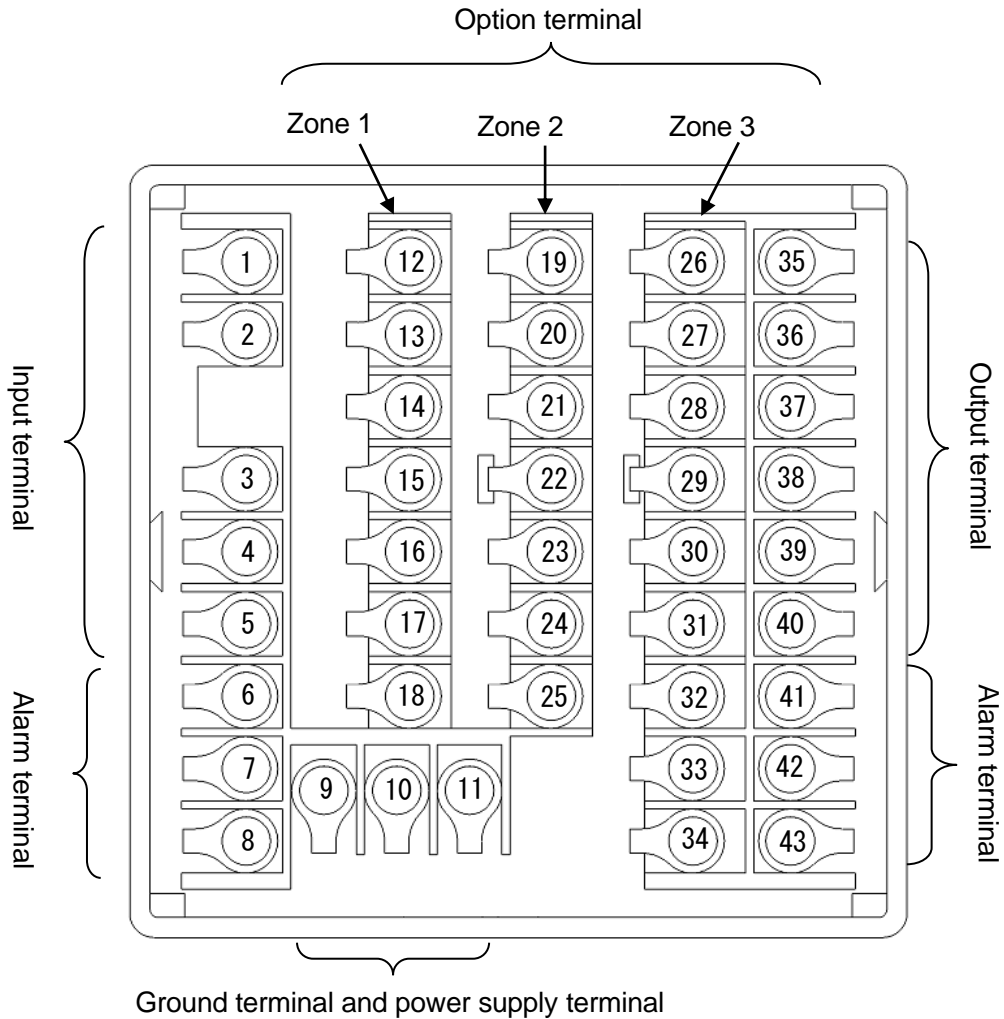 Option terminal
Zone 1 Zone 2 Zone 3
1 12 19 26 35
2 13 20 27 36
14 21 28 37
3 15 22 29 38
4 16 23 30 39
5 17 24 31 40
6 18 25 32 41
7 9 10 11 33 42
8 34 43
Input terminal
Alarm terminal
Output terminal
Alarm terminal
Ground terminal and power supply terminal